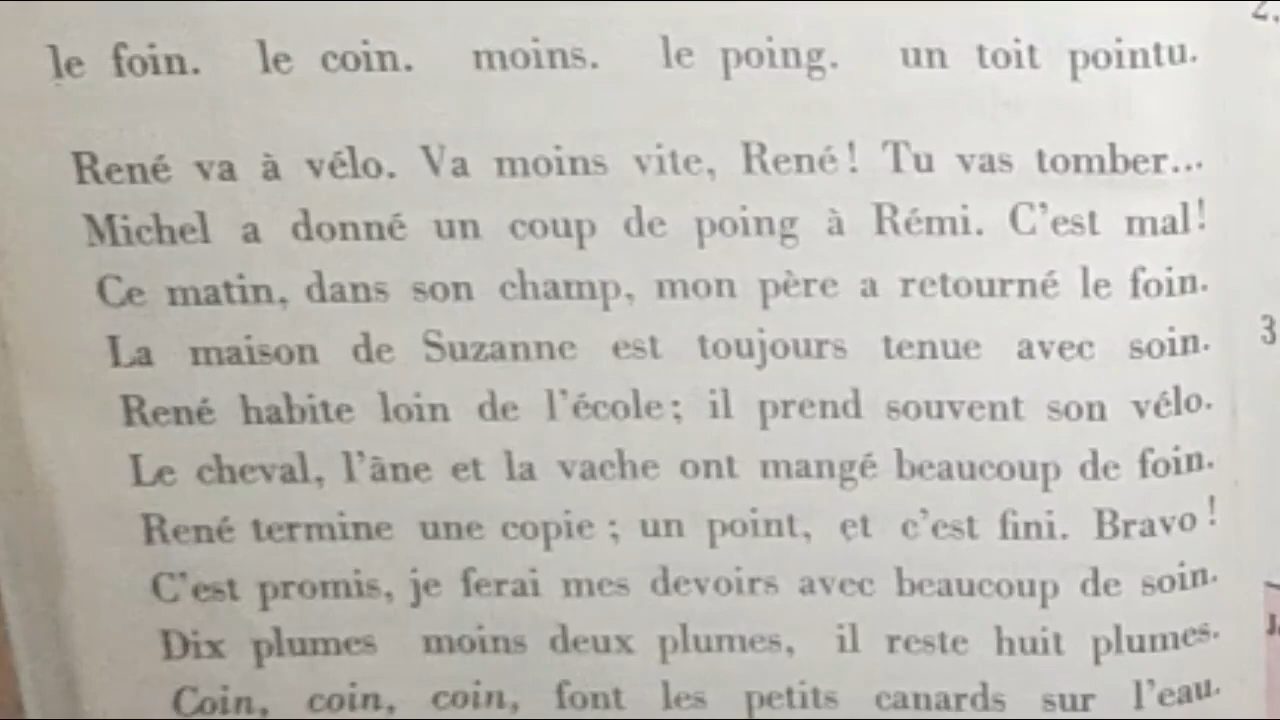 le foin. le coin. moins. le poing. un toit pointu.
René va à vélo. Va moins vite, René! Tu vas tomber...
Michel a donné un coup de poing à Rémi. C'est mal!
Ce matin, dans son champ, mon père a retourné le foin.
La maison de Suzanne est toujours tenue avec soin.
René habite loin de l'école; il prend souvent son vélo.
Le cheval, l'âne et la vache ont mangé beaucoup de foin.
René termine une copie; un point, et c'est fini. Bravo!
C'est promis, je ferai mes devoirs avec beaucoup de soin.
Dix plumes moins deux plumes, il reste huit plumes.
Coin, coin, coin, font les petits canards sur l'eau.
2.
3